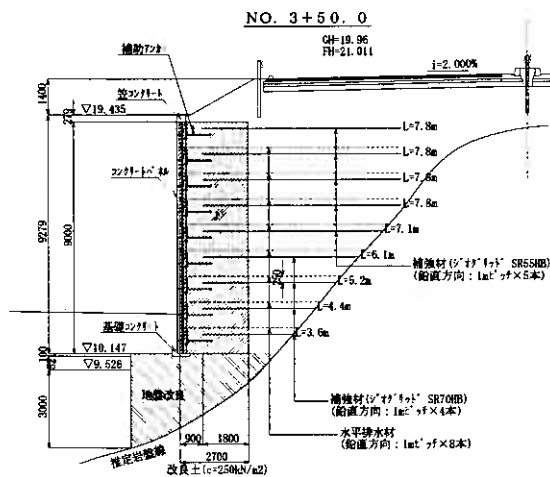 NO. 3+50. 0
GH=19.96
FH=21.011
補助アンカー
i=2.000%
1400
笠コンクリート
▽19.435
279
L=7.8m
L=7.8m
コンクリートパネル
L=7.8m
L=7.8m
L=7.1m
9279
9000
L=6.1m
補強材(ジオグリッド SR55HB)
(鉛直方向：1mピッチ×5本)
750
L=5.2m
L=4.4m
基礎コンクリート
L=3.6m
100
▽10.147
▽9.526
地盤改良
補強材(ジオグリッド SR70HB)
(鉛直方向：1mピッチ×4本)
3000
900
1800
水平排水材
(鉛直方向：1mピッチ×8本)
推定岩盤線
2700
改良土(c=250kN/m2)